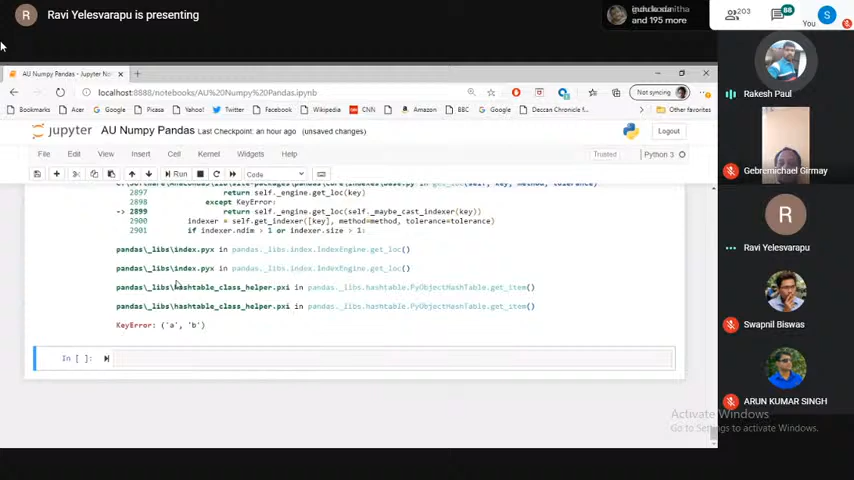 R Ravi Yelesvarapu is presenting
and 195 more
203
88
S
You
AU Numpy Pandas - Jupyter No
localhost:8888/notebooks/AU%20Numpy%20Pandas.ipynb
Not syncing
Bookmarks Acer Google Picasa Yahoo! Twitter Google Facebook Wikipedia CNN Amazon BBC Google Deccan Chronicle Other favorites
jupyter AU Numpy Pandas Last Checkpoint: an hour ago (unsaved changes) Logout
File Edit View Insert Cell Kernel Widgets Help Trusted Python 3
Run Code
2897 return self._engine.get_loc(key)
2898 except KeyError:
-> 2899 return self._engine.get_loc(self._maybe_cast_indexer(key))
2900 indexer = self.get_indexer([key], method=method, tolerance=tolerance)
2901 if indexer.ndim > 1 or indexer.size > 1:
pandas\_libs\index.pyx in pandas._libs.index.IndexEngine.get_loc()
pandas\_libs\index.pyx in pandas._libs.index.IndexEngine.get_loc()
pandas\_libs\hashtable_class_helper.pxi in pandas._libs.hashtable.PyObjectHashTable.get_item()
pandas\_libs\hashtable_class_helper.pxi in pandas._libs.hashtable.PyObjectHashTable.get_item()
KeyError: ('a', 'b')
In [ ]:
Activate Windows
Go to Settings to activate Windows.
Rakesh Paul
Gebremichael Girmay
R
Ravi Yelesvarapu
Swapnil Biswas
ARUN KUMAR SINGH